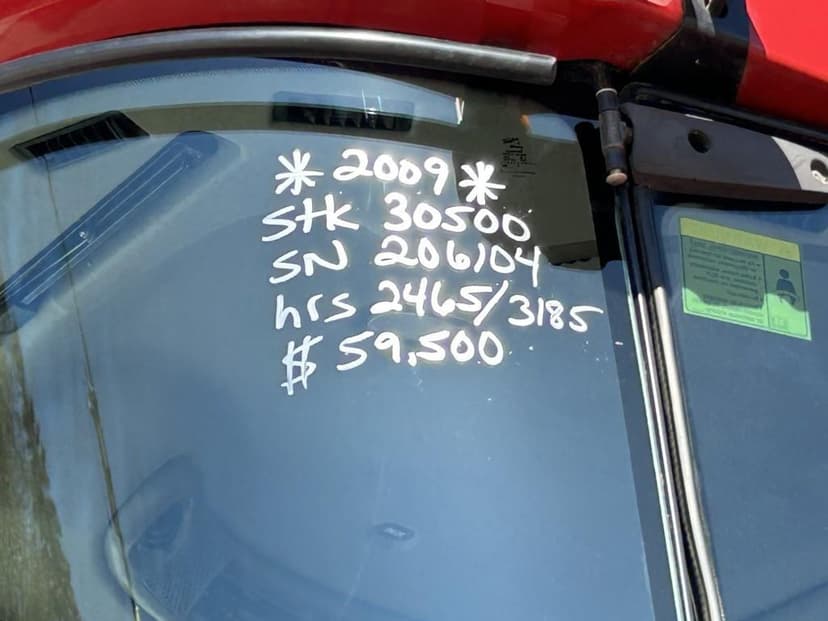 * 2009 *
Stk 30500
SN 206104
hrs 2465/3185
$ 59,500